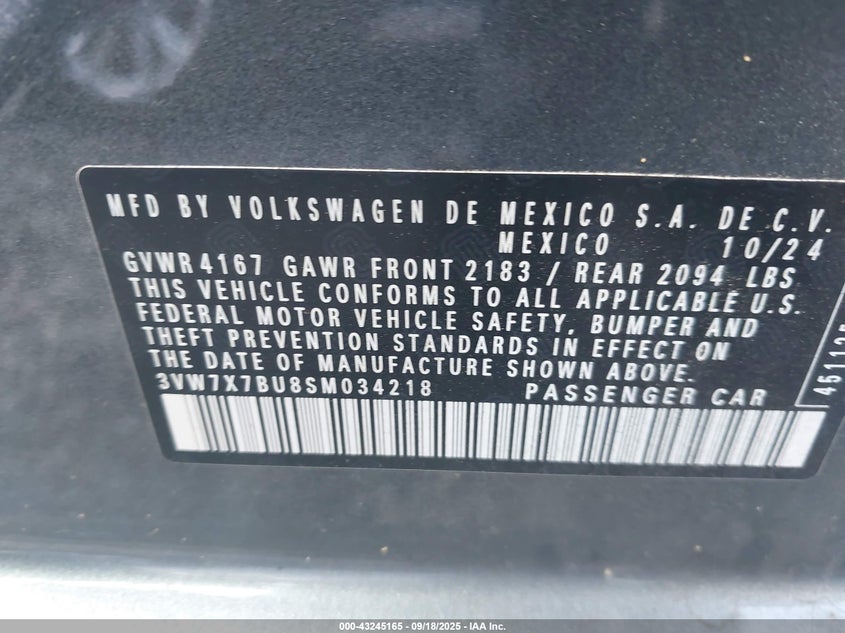 MFD BY VOLKSWAGEN DE MEXICO S.A. DE C.V.
MEXICO 10/24
GVWR 4167 GAWR FRONT 2183 / REAR 2094 LBS
THIS VEHICLE CONFORMS TO ALL APPLICABLE U.S.
FEDERAL MOTOR VEHICLE SAFETY, BUMPER AND
THEFT PREVENTION STANDARDS IN EFFECT ON
THE DATE OF MANUFACTURE SHOWN ABOVE.
3VW7X7BU8SM034218 PASSENGER CAR
000-43245165 - 09/18/2025 - IAA Inc.